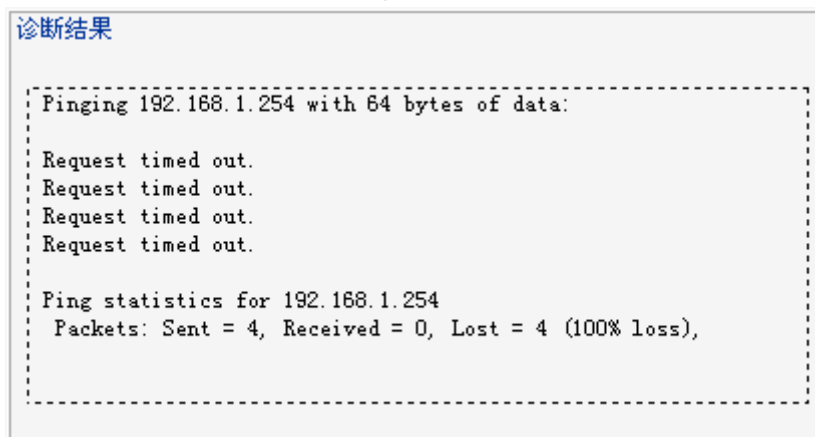 诊断结果
Pinging 192.168.1.254 with 64 bytes of data:
Request timed out.
Request timed out.
Request timed out.
Request timed out.
Ping statistics for 192.168.1.254
Packets: Sent = 4, Received = 0, Lost = 4 (100% loss),